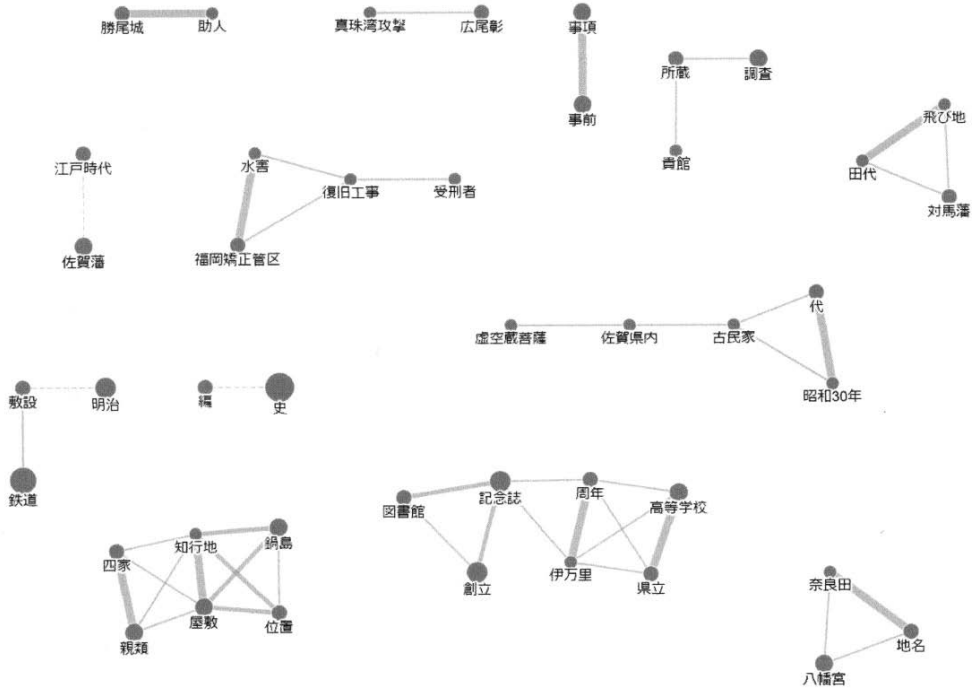 勝尾城
助人
真珠湾攻撃
広尾彰
事項
所蔵
調査
事前
飛び地
貴館
田代
江戸時代
水害
復旧工事
受刑者
対馬藩
佐賀藩
福岡矯正管区
代
虚空蔵菩薩
佐賀県内
古民家
昭和30年
敷設
明治
編
史
鉄道
図書館
記念誌
周年
高等学校
四家
知行地
鍋島
創立
伊万里
県立
奈良田
親類
屋敷
位置
地名
八幡宮